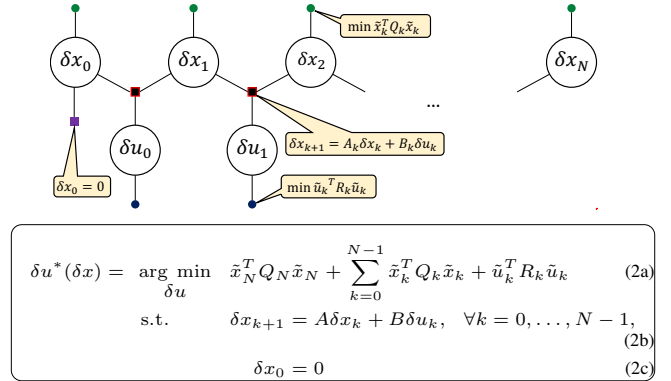 min x̃_k^T Q_k x̃_k
δx_0
δx_1
δx_2
δx_N
...
δu_0
δu_1
δx_{k+1} = A_k δx_k + B_k δu_k
δx_0 = 0
min ũ_k^T R_k ũ_k
δu^*(δx) = arg min_{δu} x̃_N^T Q_N x̃_N + ∑_{k=0}^{N−1} x̃_k^T Q_k x̃_k + ũ_k^T R_k ũ_k (2a)
s.t. δx_{k+1} = Aδx_k + Bδu_k, ∀k = 0, . . . , N − 1,
(2b)
δx_0 = 0 (2c)